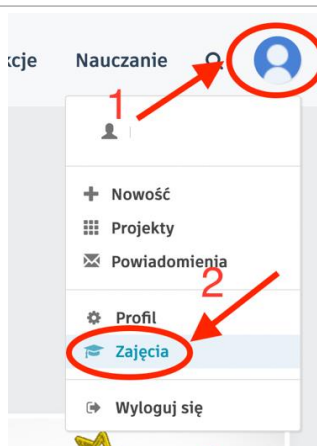 kcje Nauczanie
1
Nowość
Projekty
Powiadomienia
2
Profil
Zajęcia
Wyloguj się